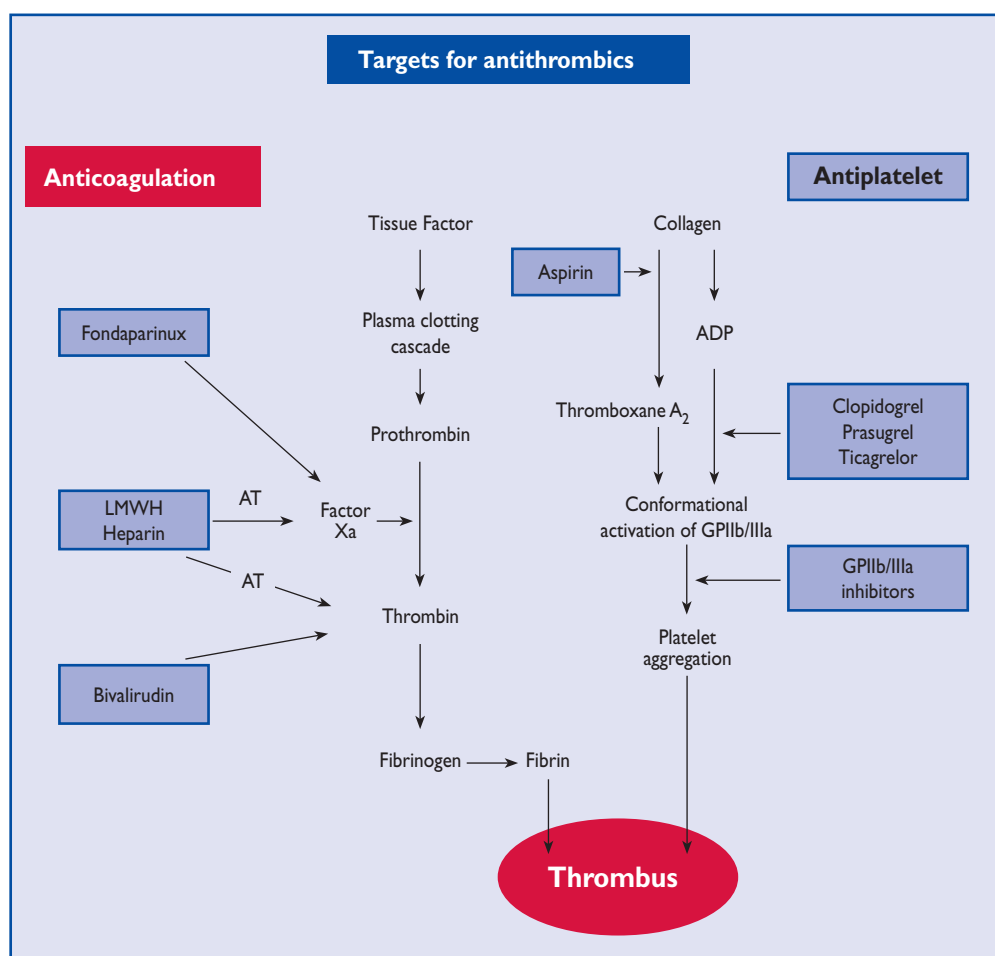 Targets for antithrombics
Anticoagulation
Antiplatelet
Tissue Factor
Collagen
Aspirin
Plasma clotting
cascade
Fondaparinux
ADP
Thromboxane A2
Clopidogrel
Prasugrel
Ticagrelor
Prothrombin
LMWH
Heparin
AT
Factor
Xa
Conformational
activation of GPIIb/IIIa
AT
GPIIb/IIIa
inhibitors
Thrombin
Platelet
aggregation
Bivalirudin
Fibrinogen
Fibrin
Thrombus